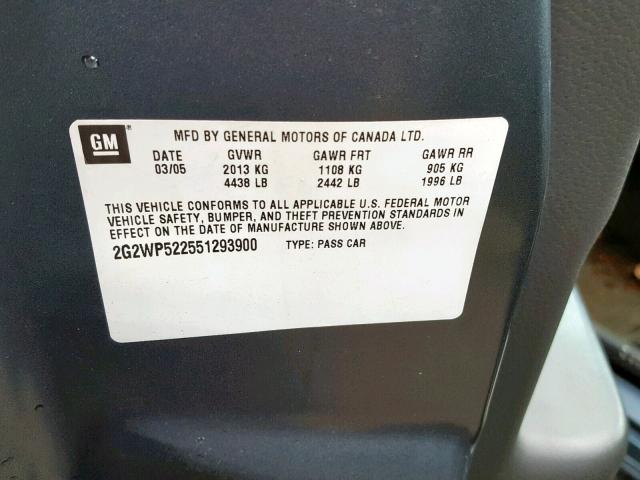 GM ®
MFD BY GENERAL MOTORS OF CANADA LTD.
DATE GVWR GAWR FRT GAWR RR
03/05 2013 KG 1108 KG 905 KG
4438 LB 2442 LB 1996 LB
THIS VEHICLE CONFORMS TO ALL APPLICABLE U.S. FEDERAL MOTOR
VEHICLE SAFETY, BUMPER, AND THEFT PREVENTION STANDARDS IN
EFFECT ON THE DATE OF MANUFACTURE SHOWN ABOVE.
2G2WP522551293900 TYPE: PASS CAR